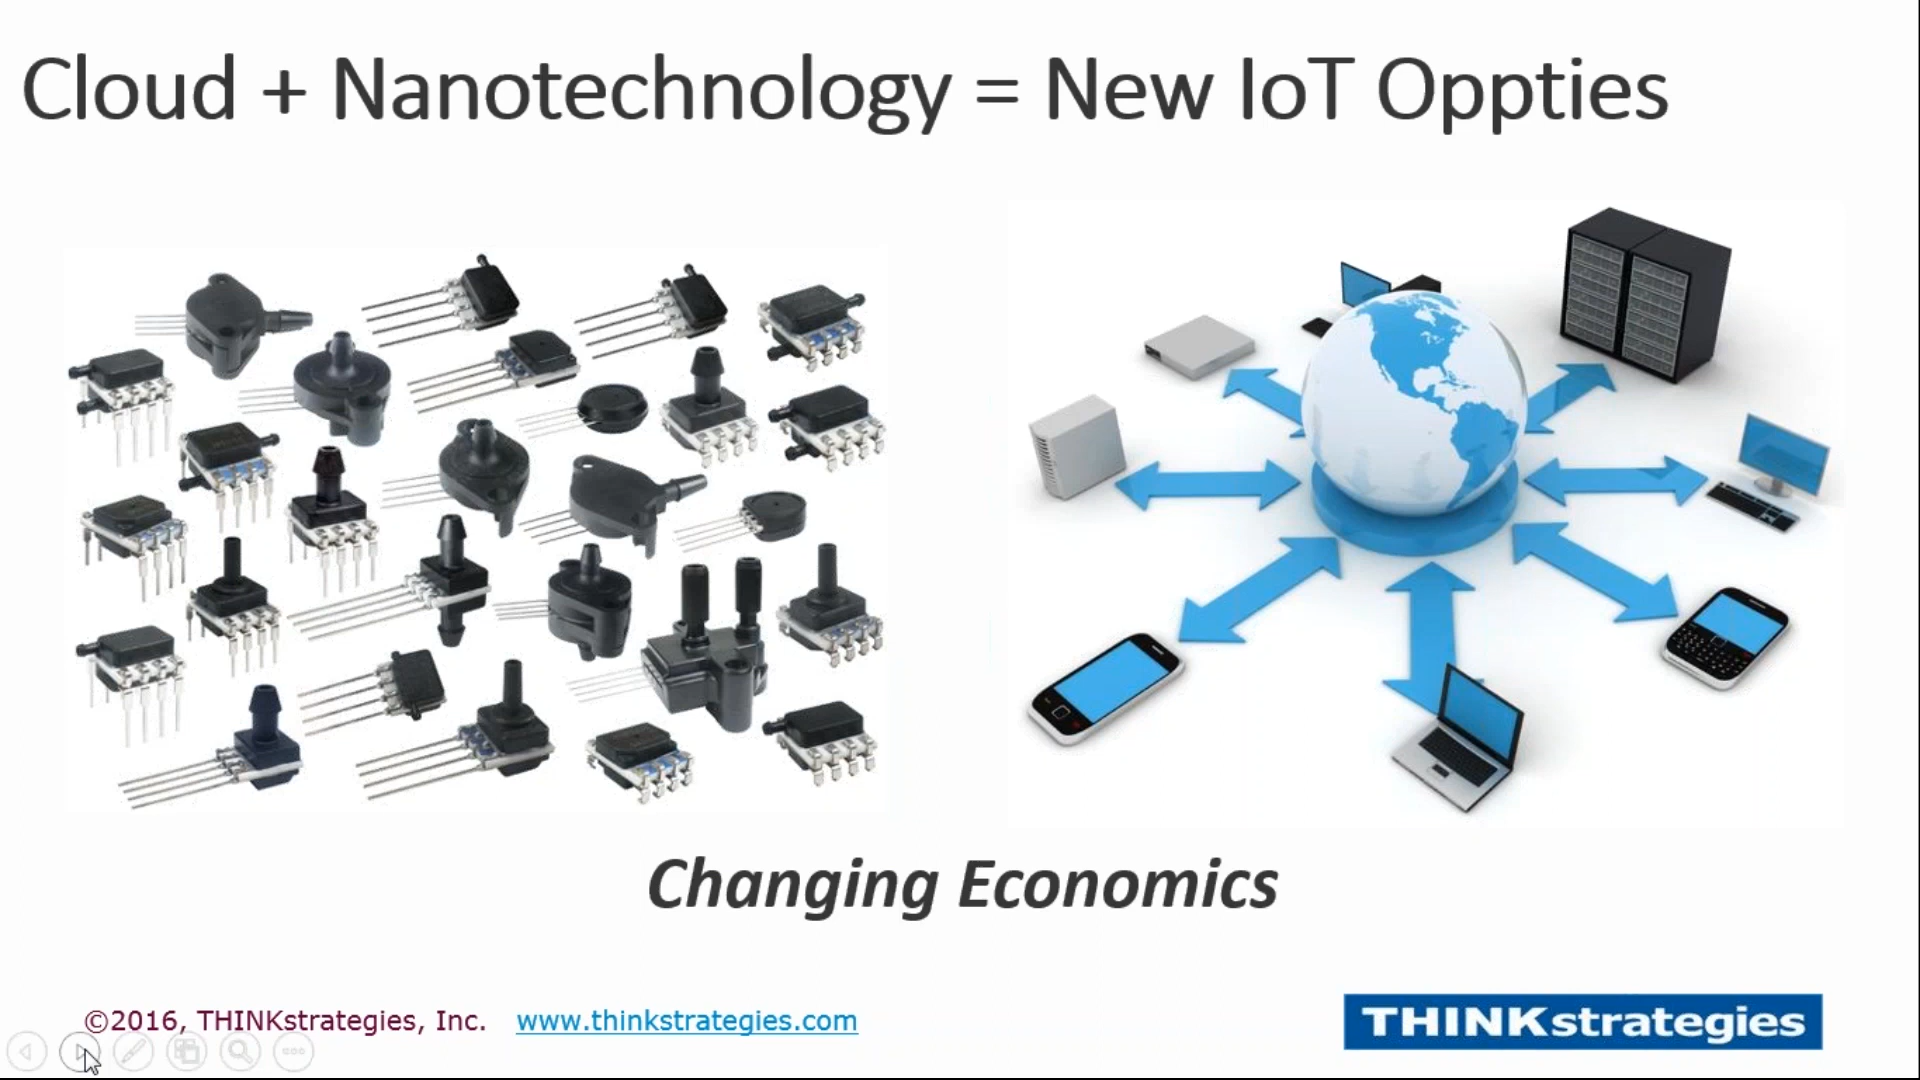 Cloud + Nanotechnology = New IoT Oppties
Changing Economics
©2016, THINKstrategies, Inc. www.thinkstrategies.com
THINKstrategies